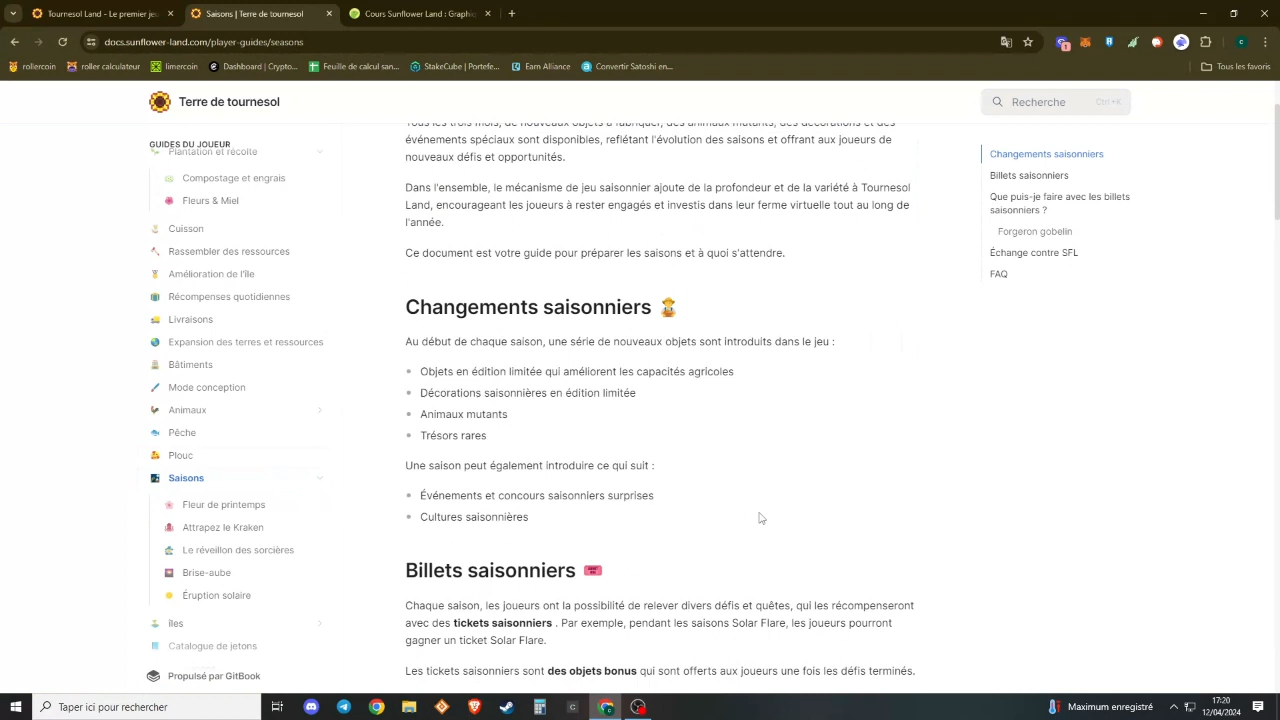 Tournesol Land - Le premier jeu
Saisons | Terre de tournesol
Cours Sunflower Land : Graphiq
docs.sunflower-land.com/player-guides/seasons
rollercoin
roller calculateur
limercoin
Dashboard | Crypto...
Feuille de calcul san...
StakeCube | Portefe...
Earn Alliance
Convertir Satoshi en...
Tous les favoris
Terre de tournesol
Recherche
Ctrl+K
GUIDES DU JOUEUR
Plantation et récolte
Compostage et engrais
Fleurs & Miel
Cuisson
Rassembler des ressources
Amélioration de l'île
Récompenses quotidiennes
Livraisons
Expansion des terres et ressources
Bâtiments
Mode conception
Animaux
Pêche
Plouc
Saisons
Fleur de printemps
Attrapez le Kraken
Le réveillon des sorcières
Brise-aube
Éruption solaire
îles
Catalogue de jetons
Propulsé par GitBook
Tous les trois mois, de nouveaux objets à fabriquer, des animaux mutants, des décorations et des
événements spéciaux sont disponibles, reflétant l'évolution des saisons et offrant aux joueurs de
nouveaux défis et opportunités.
Dans l'ensemble, le mécanisme de jeu saisonnier ajoute de la profondeur et de la variété à Tournesol
Land, encourageant les joueurs à rester engagés et investis dans leur ferme virtuelle tout au long de
l'année.
Ce document est votre guide pour préparer les saisons et à quoi s'attendre.
Changements saisonniers
Au début de chaque saison, une série de nouveaux objets sont introduits dans le jeu :
Objets en édition limitée qui améliorent les capacités agricoles
Décorations saisonnières en édition limitée
Animaux mutants
Trésors rares
Une saison peut également introduire ce qui suit :
Événements et concours saisonniers surprises
Cultures saisonnières
Billets saisonniers
Chaque saison, les joueurs ont la possibilité de relever divers défis et quêtes, qui les récompenseront
avec des tickets saisonniers . Par exemple, pendant les saisons Solar Flare, les joueurs pourront
gagner un ticket Solar Flare.
Les tickets saisonniers sont des objets bonus qui sont offerts aux joueurs une fois les défis terminés.
Changements saisonniers
Billets saisonniers
Que puis-je faire avec les billets
saisonniers ?
Forgeron gobelin
Échange contre SFL
FAQ
Taper ici pour rechercher
Maximum enregistré
17:20
12/04/2024